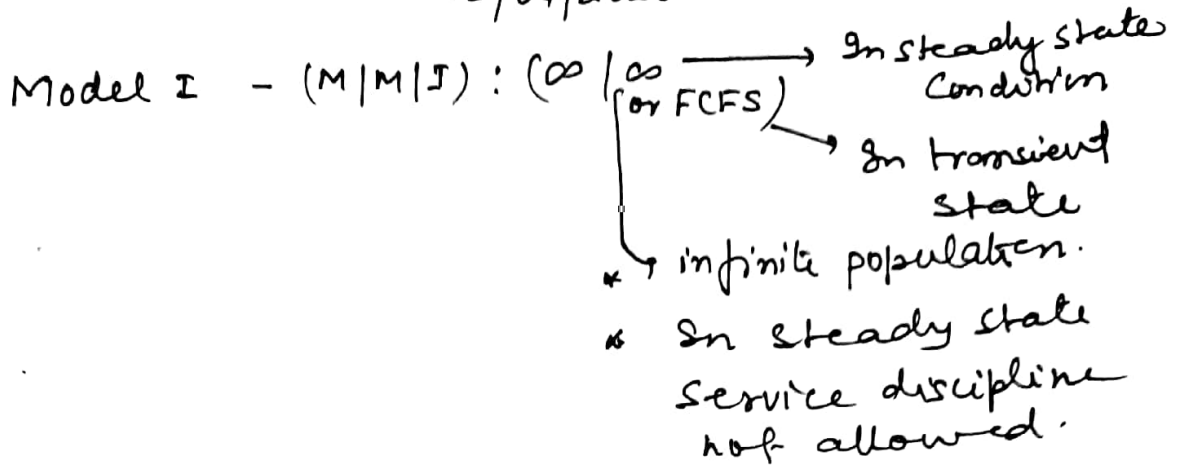 Model I - (M|M|I) : (∞ | ∞ → In steady state
Condition
or FCFS)
In transient
state
* infinite population.
* In steady state
service discipline
not allowed.